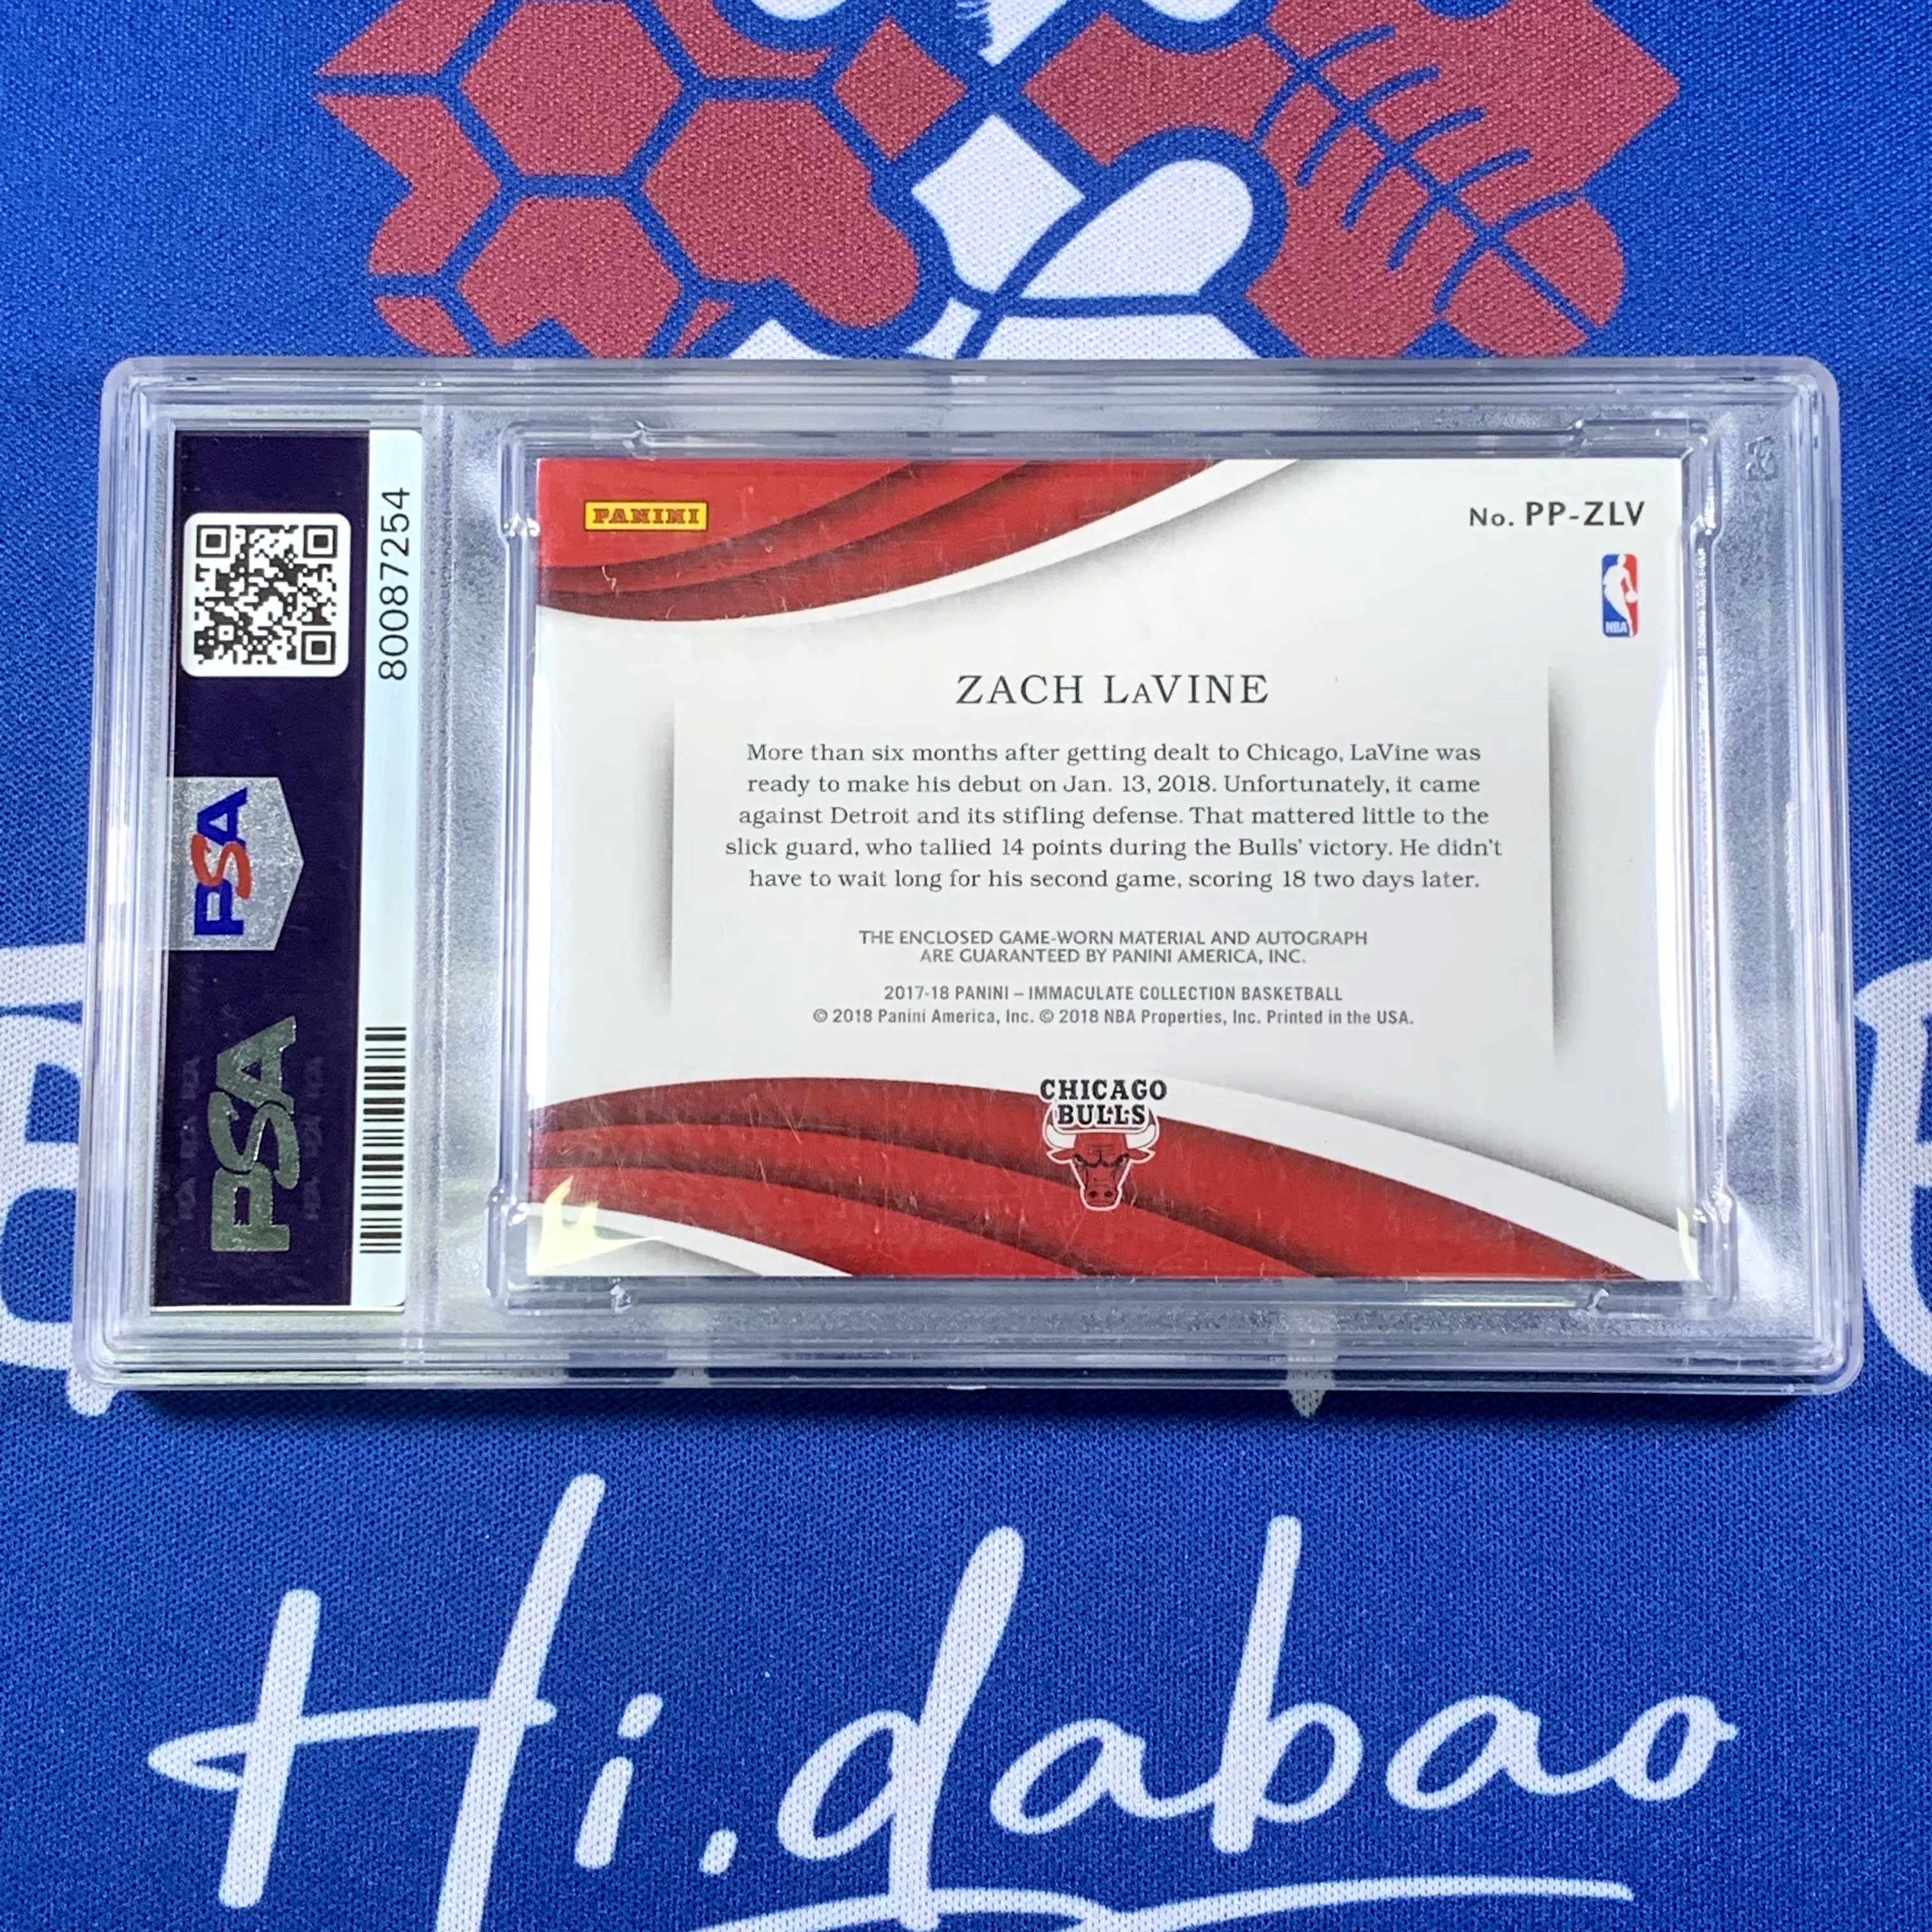 PANINI
No. PP-ZLV
NBA
ZACH LaVINE
More than six months after getting dealt to Chicago, LaVine was
ready to make his debut on Jan. 13, 2018. Unfortunately, it came
against Detroit and its stifling defense. That mattered little to the
slick guard, who tallied 14 points during the Bulls' victory. He didn't
have to wait long for his second game, scoring 18 two days later.
THE ENCLOSED GAME-WORN MATERIAL AND AUTOGRAPH
ARE GUARANTEED BY PANINI AMERICA, INC.
2017-18 PANINI – IMMACULATE COLLECTION BASKETBALL
© 2018 Panini America, Inc. © 2018 NBA Properties, Inc. Printed in the USA.
CHICAGO
BULLS
80087254
PSA
PSA
Hi.dabao